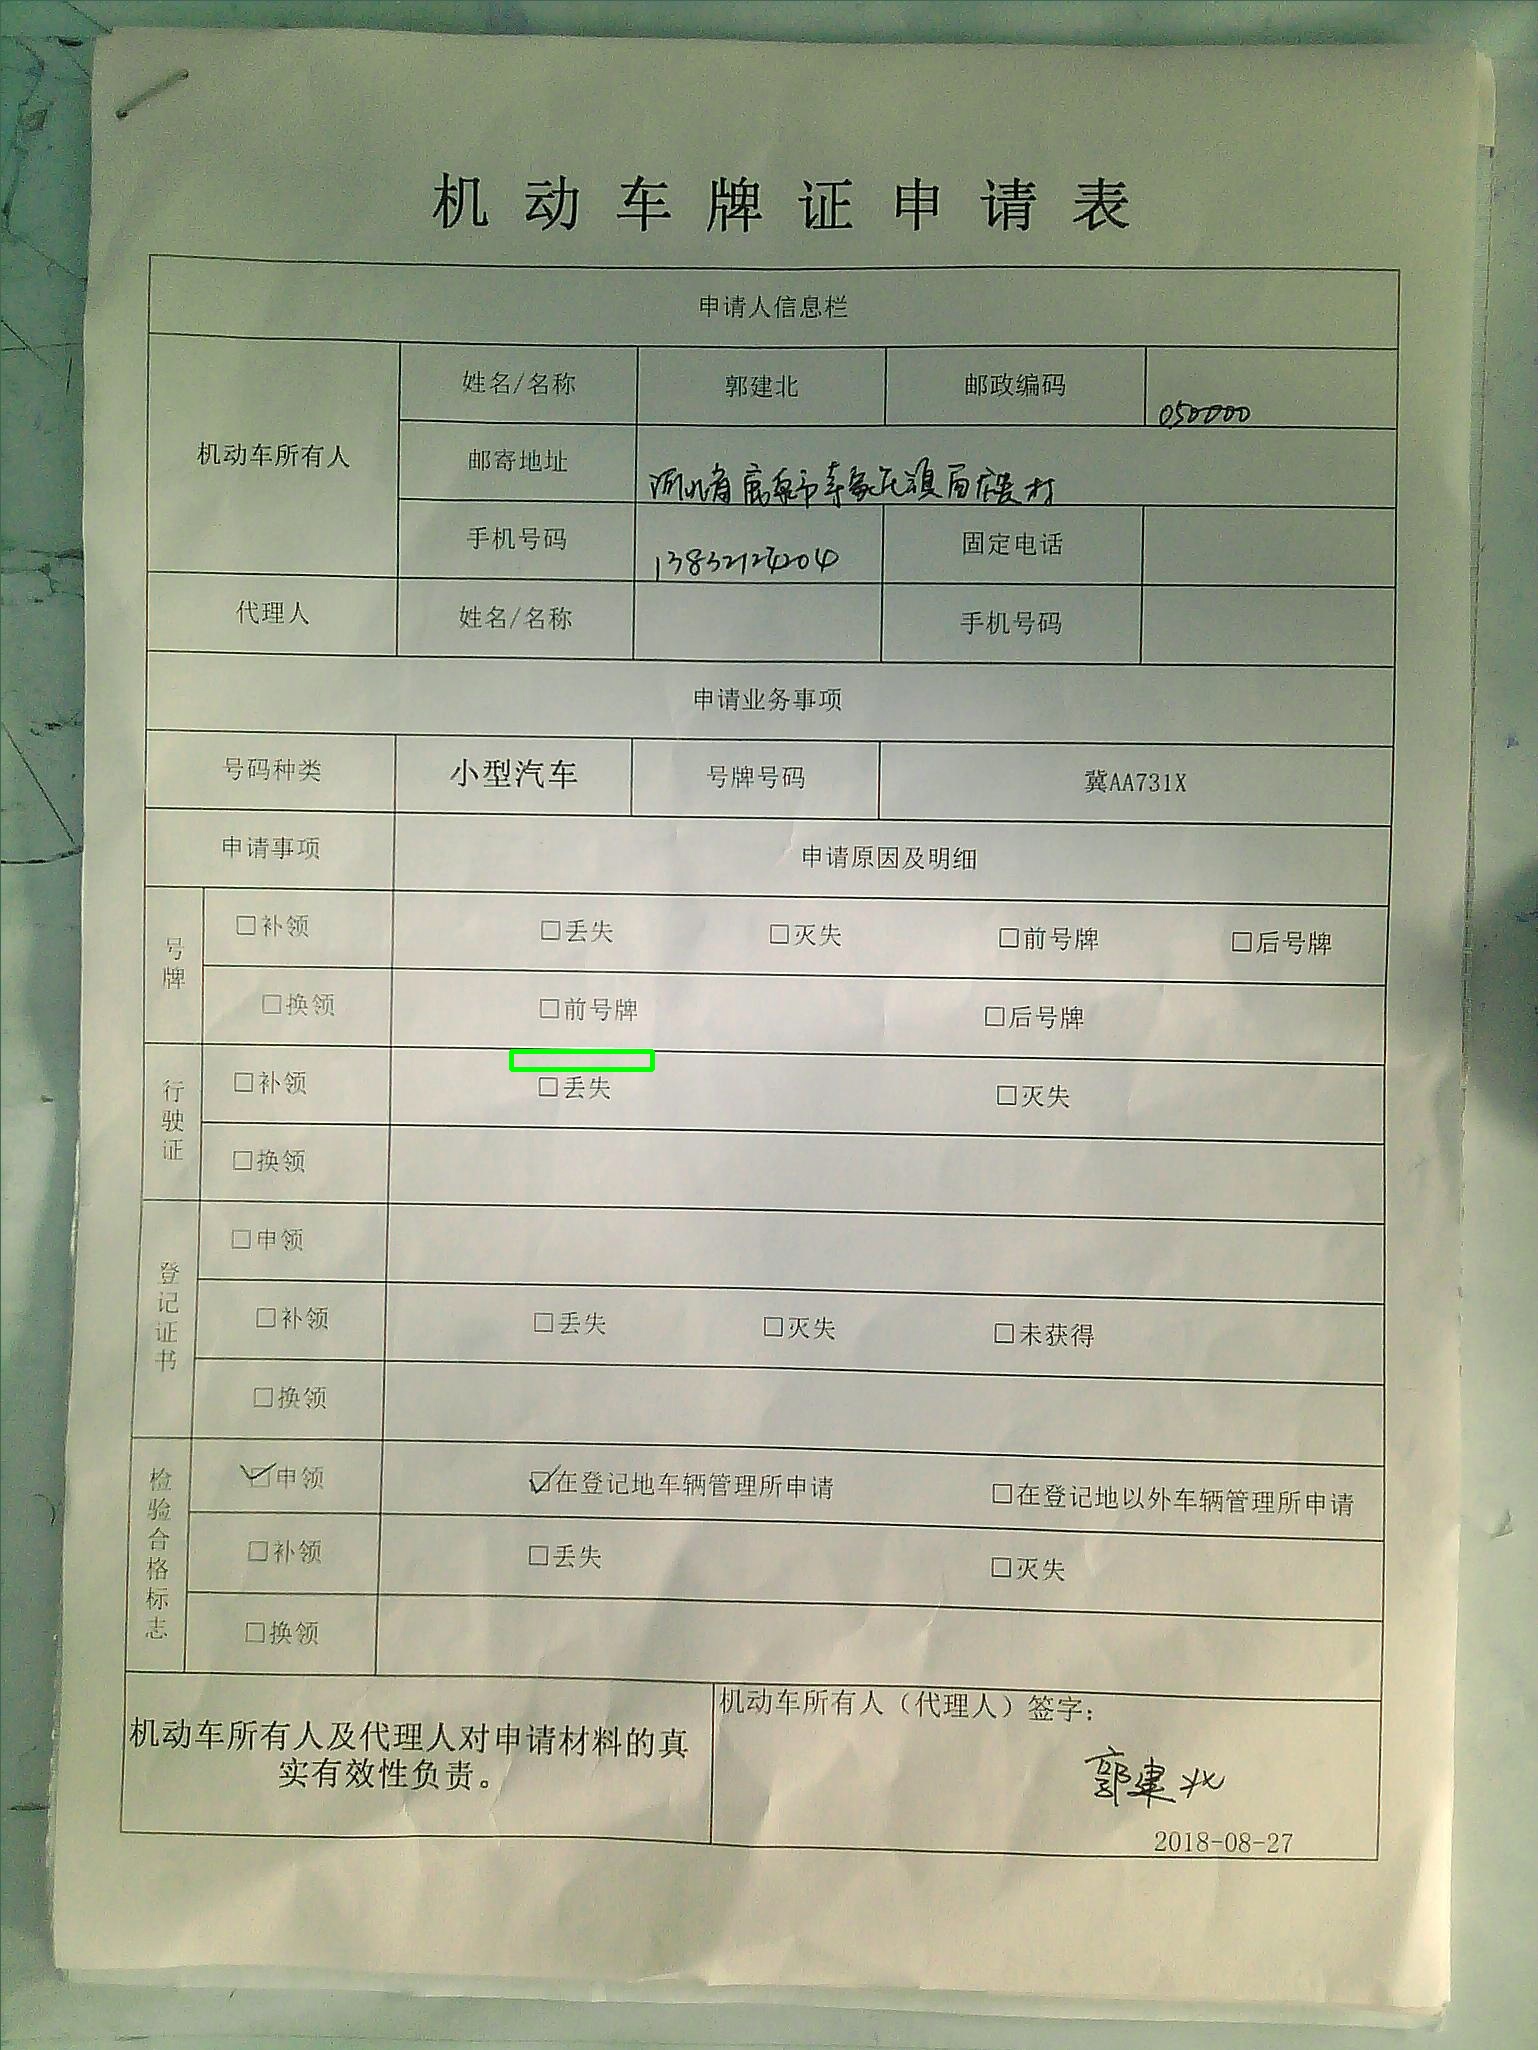 机动车牌证申请表
申请人信息栏
机动车所有人
姓名/名称 郭建北 邮政编码 050000
邮寄地址 河北省鹿泉市寺家庄镇
手机号码 13832124204 固定电话
代理人 姓名/名称 手机号码
申请业务事项
号码种类 小型汽车 号牌号码 冀AA731X
申请事项 申请原因及明细
号牌
□补领 □丢失 □灭失 □前号牌 □后号牌
□换领 □前号牌 □后号牌
行驶证
□补领 □丢失 □灭失
□换领
登记证书
□申领
□补领 □丢失 □灭失 □未获得
□换领
检验合格标志
☑申领 ☑在登记地车辆管理所申请 □在登记地以外车辆管理所申请
□补领 □丢失 □灭失
□换领
机动车所有人及代理人对申请材料的真
实有效性负责。
机动车所有人（代理人）签字：
郭建北
2018-08-27